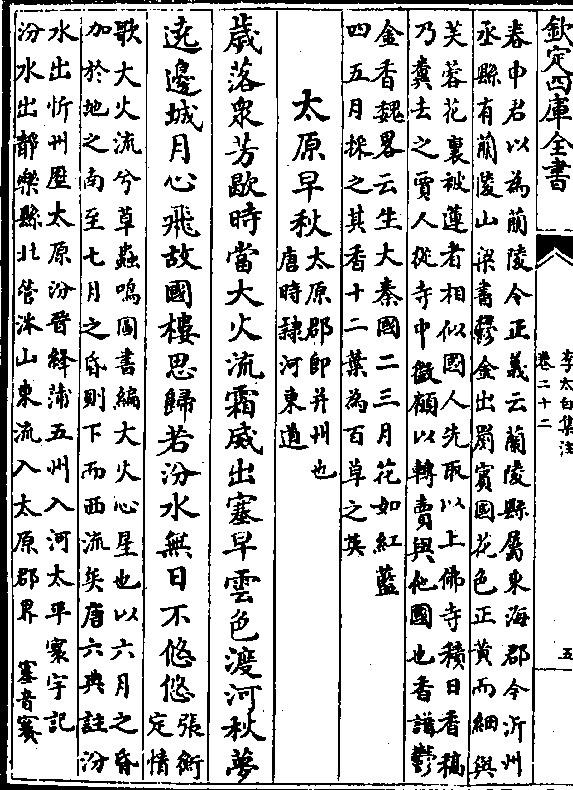 欽定四庫全書
李太白集注
卷二十二
五
春申君以為蘭陵令正義云蘭陵縣屬東海郡今沂州
丞縣有蘭陵山梁書鬱金出罽賓國花色正黄而細與
芙蓉花裏被蓮者相似國人先取以上佛寺積日香槁
乃糞去之賈人從寺中徵顧以轉賣與他國也香譜鬱
金香魏畧云生大秦國二三月花如紅藍
四五月採之其香十二葉為百草之英
太原早秋
太原郡即并州也
唐時隷河東道
歲落衆芳歇時當大火流霜威出塞早雲色渡河秋夢
遶邊城月心飛故國樓思歸若汾水無日不悠悠
張衡
定情
歌大火流兮草蟲鳴圖書編大火心星也以六月之昏
加於地之南至七月之昏則下而西流矣唐六典註汾
水出忻州歴太原汾晉絳蒲五州入河太平寰宇記
汾水出静樂縣北管涔山東流入太原郡界
塞音賽